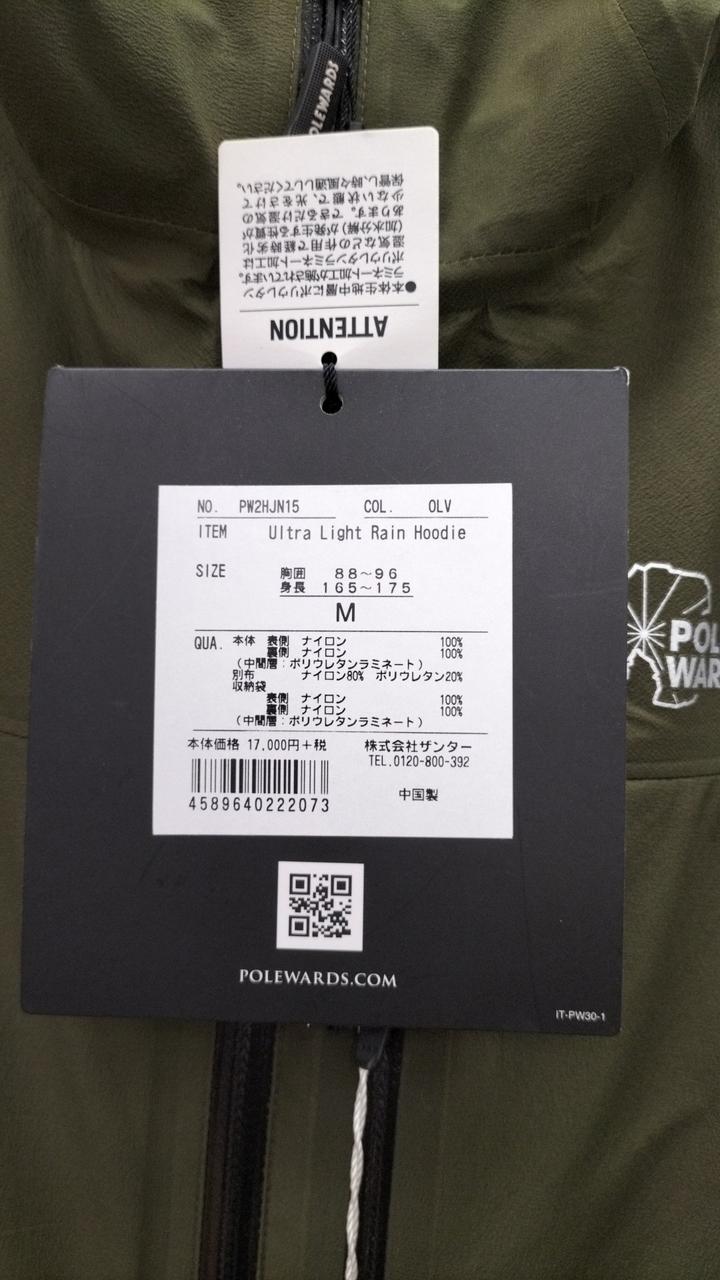 POLEWARDS
ATTENTION
●本体生地中層にポリウレタン
ラミネート加工が施されています。
ポリウレタンラミネート加工は
湿気などの作用で経時劣化
(加水分解)が発生する性質が
あります。できるだけ湿気の
少ない状態で、光をさけて
保管し、時々風通ししてください。
NO. PW2HJN15 COL. OLV
ITEM Ultra Light Rain Hoodie
SIZE 胸囲 88~96
身長 165~175
M
QUA. 本体 表側 ナイロン 100%
裏側 ナイロン 100%
(中間層:ポリウレタンラミネート)
別布 ナイロン80% ポリウレタン20%
収納袋
表側 ナイロン 100%
裏側 ナイロン 100%
(中間層:ポリウレタンラミネート)
本体価格 17,000円+税 株式会社ザンター
TEL.0120-800-392
4589640222073 中国製
POLEWARDS.COM
IT-PW30-1
POL
WAR